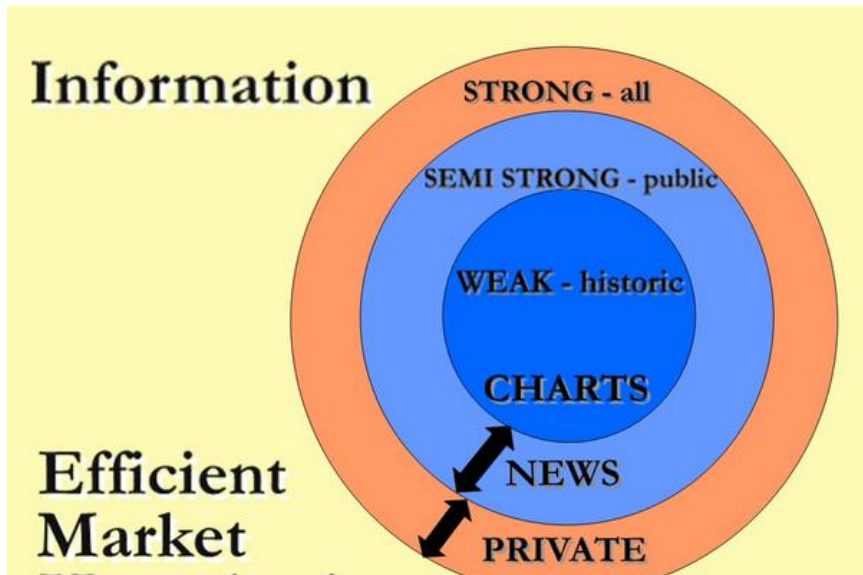 Information
STRONG - all
SEMI STRONG - public
WEAK - historic
CHARTS
NEWS
PRIVATE
Efficient
Market